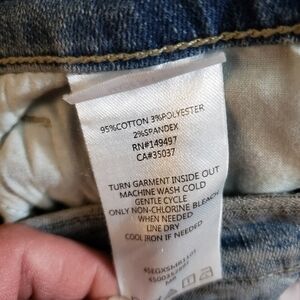 95%COTTON 3%POLYESTER
2%SPANDEX
RN#149497
CA#35037
TURN GARMENT INSIDE OUT
MACHINE WASH COLD
GENTLE CYCLE
ONLY NON-CHLORINE BLEACH
WHEN NEEDED
LINE DRY
COOL IRON IF NEEDED